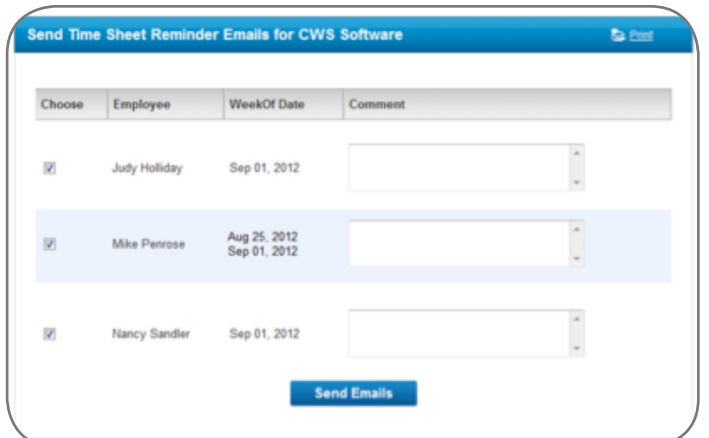 Send Time Sheet Reminder Emails for CWS Software Print
Choose Employee WeekOf Date Comment
Judy Holliday Sep 01, 2012
Mike Penrose Aug 25, 2012
Sep 01, 2012
Nancy Sandler Sep 01, 2012
Send Emails